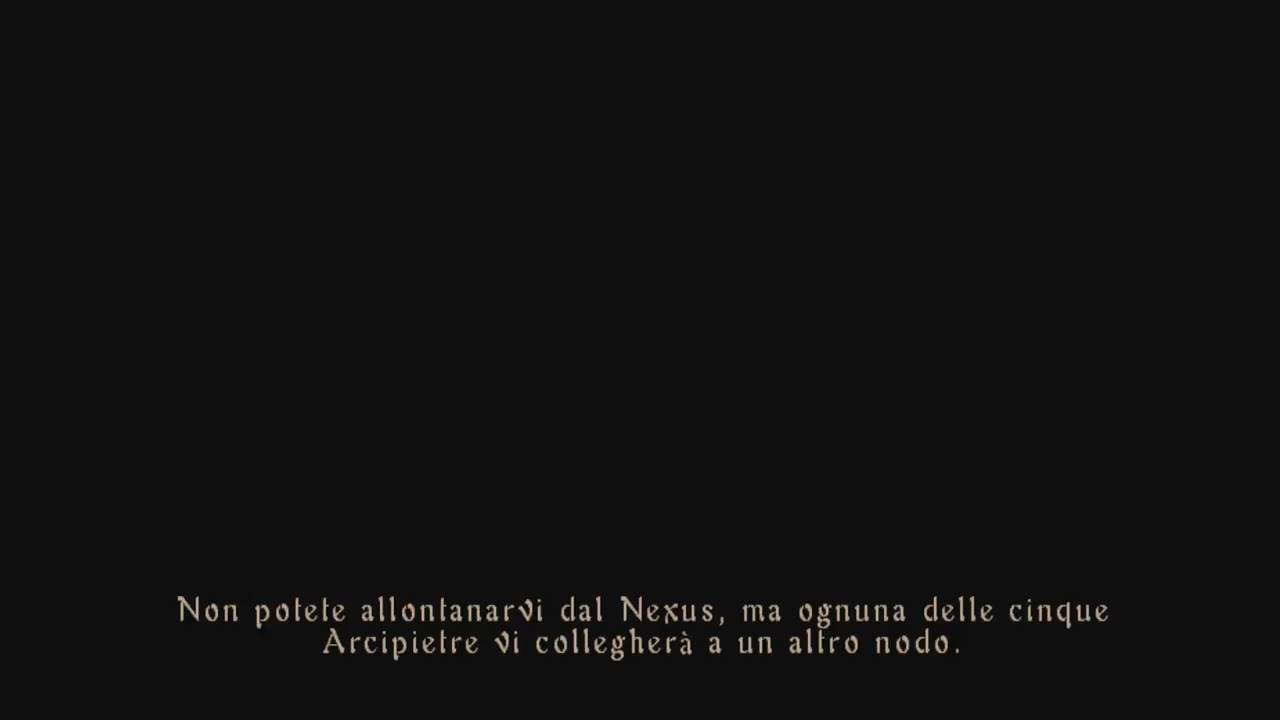 Non potete allontanarvi dal Nexus, ma ognuna delle cinque
Arcipietre vi collegherà a un altro nodo.